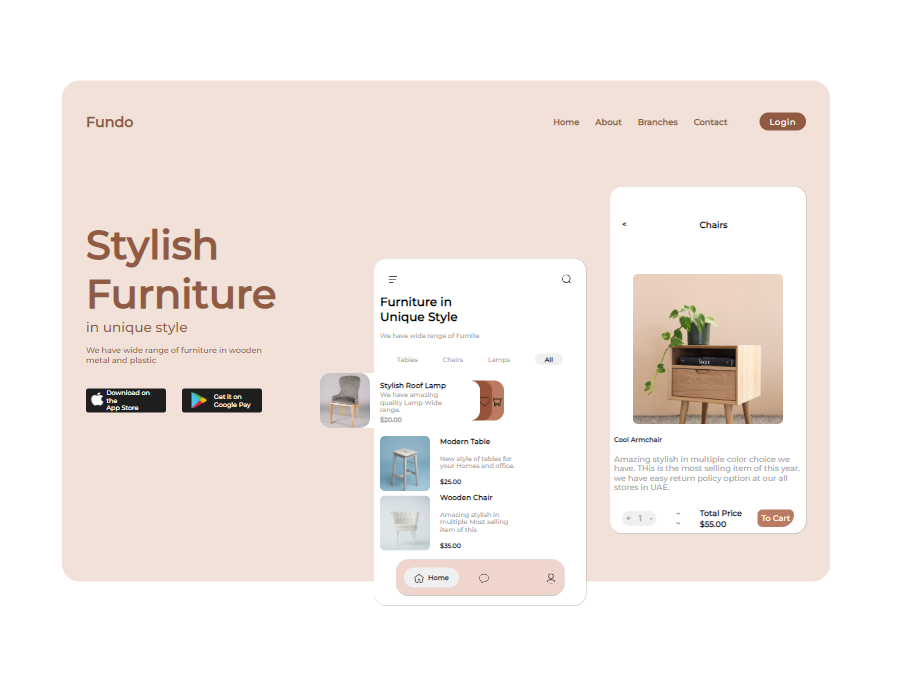 Fundo
Home
About
Branches
Contact
Login
Stylish
Furniture
in unique style
We have wide range of furniture in wooden
metal and plastic
Download on
the
App Store
Get it on
Google Pay
Furniture in
Unique Style
We have wide range of Furnite
Tables
Chairs
Lamps
All
Stylish Roof Lamp
We have amazing
quality Lamp Wide
range.
$20.00
Modern Table
New style of tables for
your Homes and office.
$25.00
Wooden Chair
Amazing stylish in
multiple Most selling
item of this
$35.00
Home
<
Chairs
VOGUE
Cool Armchair
Amazing stylish in multiple color choice we
have. THis is the most selling item of this year.
we have easy return policy option at our all
stores in UAE.
+ 1 -
Total Price
$55.00
To Cart